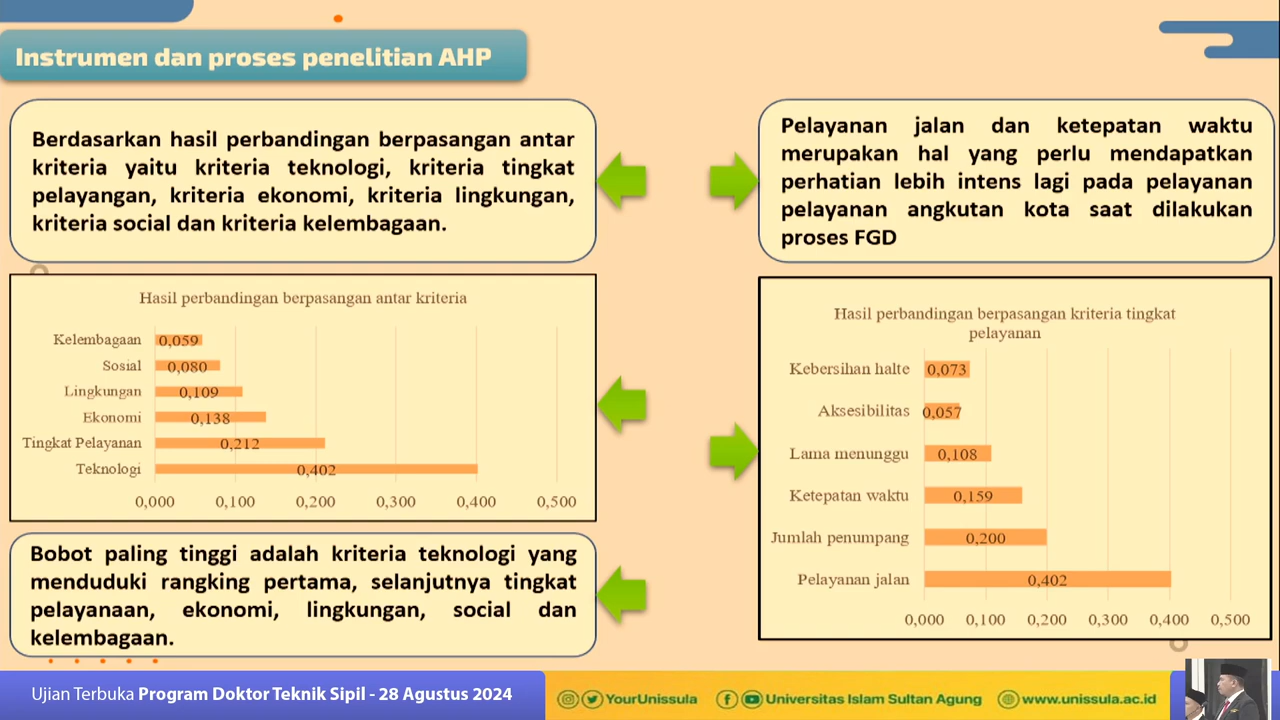 Instrumen dan proses penelitian AHP
Berdasarkan hasil perbandingan berpasangan antar
kriteria yaitu kriteria teknologi, kriteria tingkat
pelayangan, kriteria ekonomi, kriteria lingkungan,
kriteria social dan kriteria kelembagaan.
Hasil perbandingan berpasangan antar kriteria
Kelembagaan 0,059
Sosial 0,080
Lingkungan 0,109
Ekonomi 0,138
Tingkat Pelayanan 0,212
Teknologi 0,402
0,000 0,100 0,200 0,300 0,400 0,500
Bobot paling tinggi adalah kriteria teknologi yang
menduduki rangking pertama, selanjutnya tingkat
pelayanaan, ekonomi, lingkungan, social dan
kelembagaan.
Pelayanan jalan dan ketepatan waktu
merupakan hal yang perlu mendapatkan
perhatian lebih intens lagi pada pelayanan
pelayanan angkutan kota saat dilakukan
proses FGD
Hasil perbandingan berpasangan kriteria tingkat
pelayanan
Kebersihan halte 0,073
Aksesibilitas 0,057
Lama menunggu 0,108
Ketepatan waktu 0,159
Jumlah penumpang 0,200
Pelayanan jalan 0,402
0,000 0,100 0,200 0,300 0,400 0,500
Ujian Terbuka Program Doktor Teknik Sipil - 28 Agustus 2024
YourUnissula
Universitas Islam Sultan Agung
www.unissula.ac.id